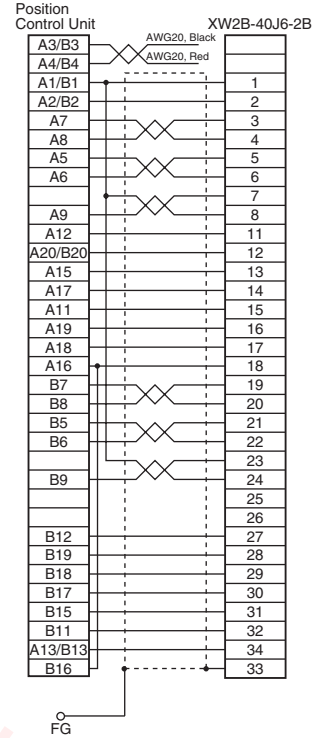 Position
Control Unit XW2B-40J6-2B
A3/B3 AWG20, Black
A4/B4 AWG20, Red
A1/B1 1
A2/B2 2
A7 3
A8 4
A5 5
A6 6
7
A9 8
A12 11
A20/B20 12
A15 13
A17 14
A11 15
A19 16
A18 17
A16 18
B7 19
B8 20
B5 21
B6 22
23
B9 24
25
26
B12 27
B19 28
B18 29
B17 30
B15 31
B11 32
A13/B13 34
B16 33
FG